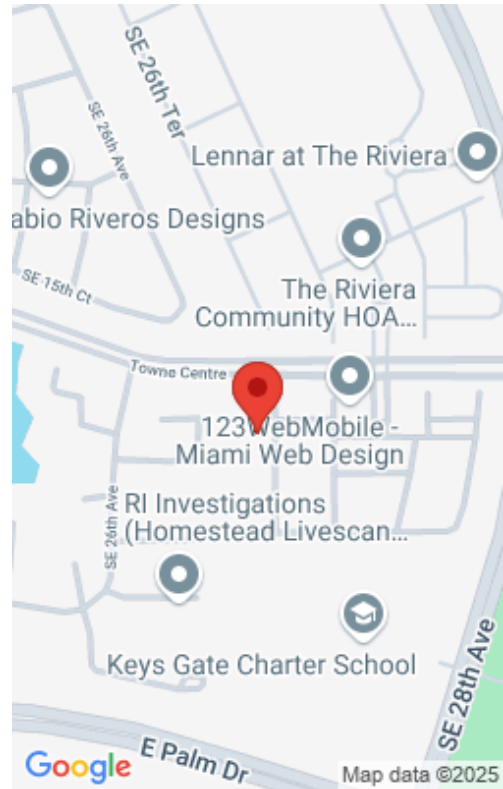 SE 26th Ter
SE 26th Ave
Lennar at The Riviera
abio Riveros Designs
The Riviera
Community HOA...
SE 15th Ct
Towne Centre
123WebMobile -
Miami Web Design
RI Investigations
(Homestead Livescan...
SE 26th Ave
Keys Gate Charter School
SE 28th Ave
E Palm Dr
Google
Map data ©2025